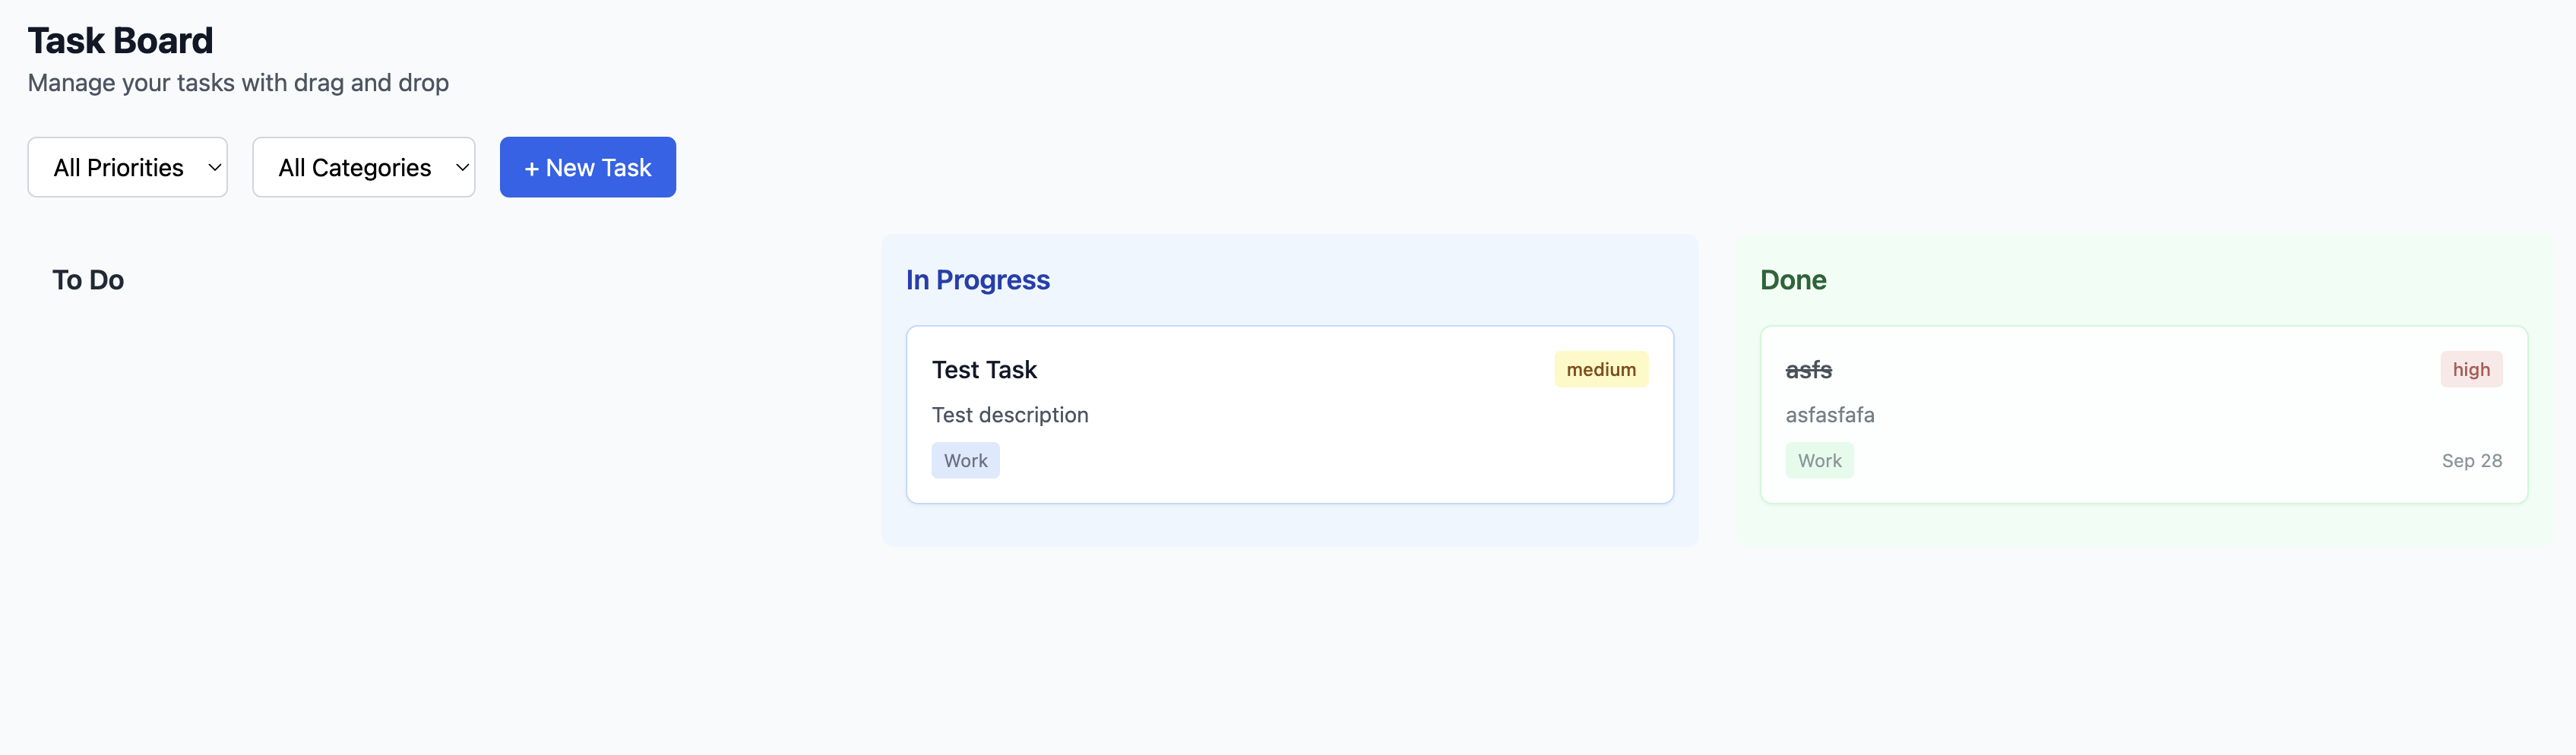 Task Board
Manage your tasks with drag and drop
All Priorities
All Categories
+ New Task
To Do
In Progress
Test Task
medium
Test description
Work
Done
asfs
high
asfasfafa
Work
Sep 28